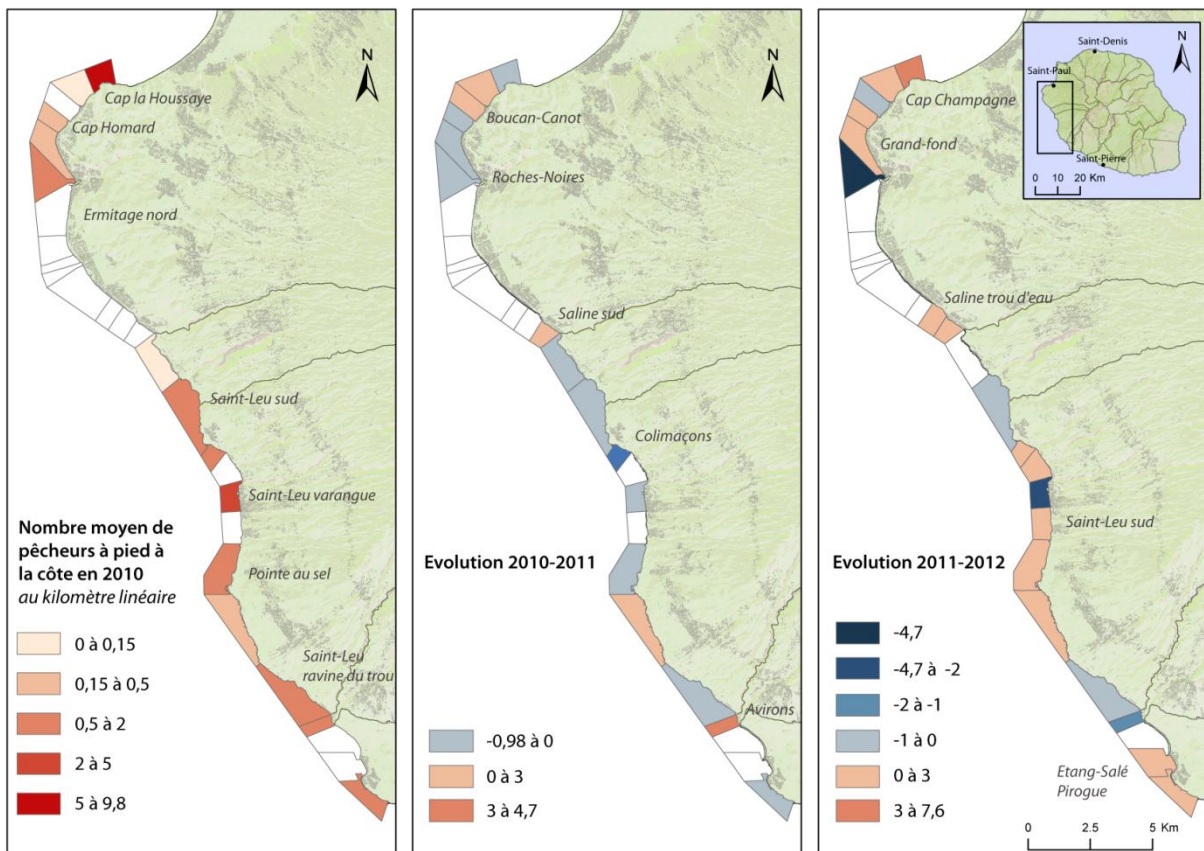 N
Cap la Houssaye
Cap Homard
Ermitage nord
Saint-Leu sud
Saint-Leu varangue
Pointe au sel
Saint-Leu
ravine du trou
Nombre moyen de
pêcheurs à pied à
la côte en 2010
au kilomètre linéaire
0 à 0,15
0,15 à 0,5
0,5 à 2
2 à 5
5 à 9,8
N
Boucan-Canot
Roches-Noires
Saline sud
Colimaçons
Avirons
Evolution 2010-2011
-0,98 à 0
0 à 3
3 à 4,7
Saint-Denis
N
Saint-Paul
Saint-Pierre
0 10 20 Km
Cap Champagne
Grand-fond
Saline trou d'eau
Saint-Leu sud
Etang-Salé
Pirogue
Evolution 2011-2012
-4,7
-4,7 à -2
-2 à -1
-1 à 0
0 à 3
3 à 7,6
0 2.5 5 Km